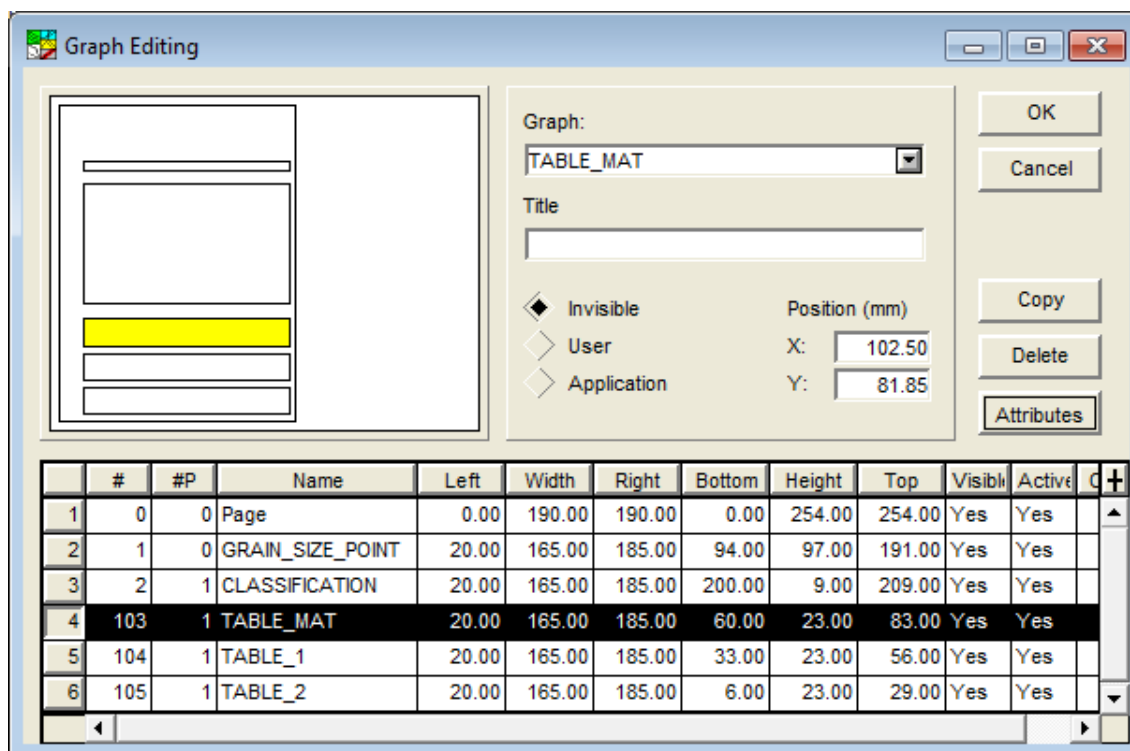 Graph Editing
Graph:
TABLE_MAT
Title
Invisible
User
Application
Position (mm)
X: 102.50
Y: 81.85
OK
Cancel
Copy
Delete
Attributes
# #P Name Left Width Right Bottom Height Top Visibl Active
1 0 0 Page 0.00 190.00 190.00 0.00 254.00 254.00 Yes Yes
2 1 0 GRAIN_SIZE_POINT 20.00 165.00 185.00 94.00 97.00 191.00 Yes Yes
3 2 1 CLASSIFICATION 20.00 165.00 185.00 200.00 9.00 209.00 Yes Yes
4 103 1 TABLE_MAT 20.00 165.00 185.00 60.00 23.00 83.00 Yes Yes
5 104 1 TABLE_1 20.00 165.00 185.00 33.00 23.00 56.00 Yes Yes
6 105 1 TABLE_2 20.00 165.00 185.00 6.00 23.00 29.00 Yes Yes